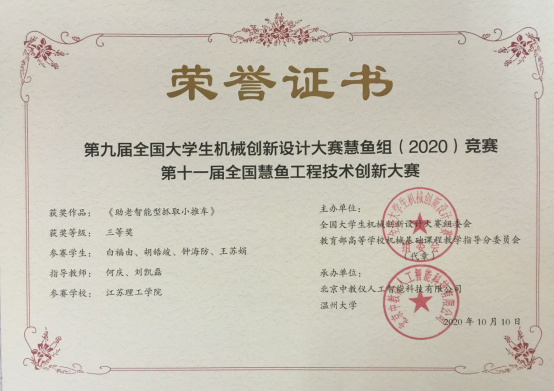 荣誉证书
第九届全国大学生机械创新设计大赛慧鱼组（2020）竞赛
第十一届全国慧鱼工程技术创新大赛
获奖作品：《助老智能型抓取小推车》
获奖等级：三等奖
参赛学生：白福由、胡皓峻、钟海防、王苏娟
指导教师：何庆、刘凯磊
参赛学校：江苏理工学院
主办单位：
全国大学生机械创新设计大赛组委会
教育部高等学校机械基础课程教学指导分委员会
（代章）
承办单位：
北京中教仪人工智能科技有限公司
温州大学
2020年10月10日
组委会